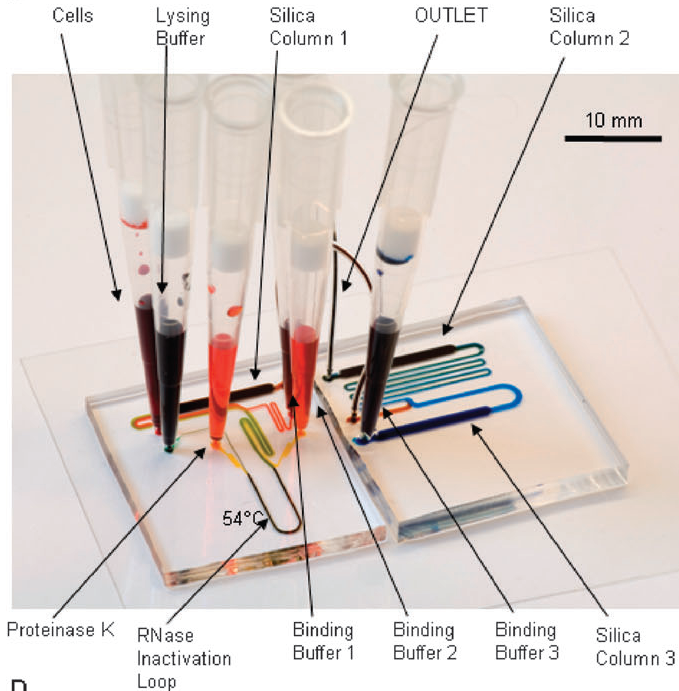 Cells
Lysing
Buffer
Silica
Column 1
OUTLET
Silica
Column 2
10 mm
54°C
Proteinase K
RNase
Inactivation
Loop
Binding
Buffer 1
Binding
Buffer 2
Binding
Buffer 3
Silica
Column 3